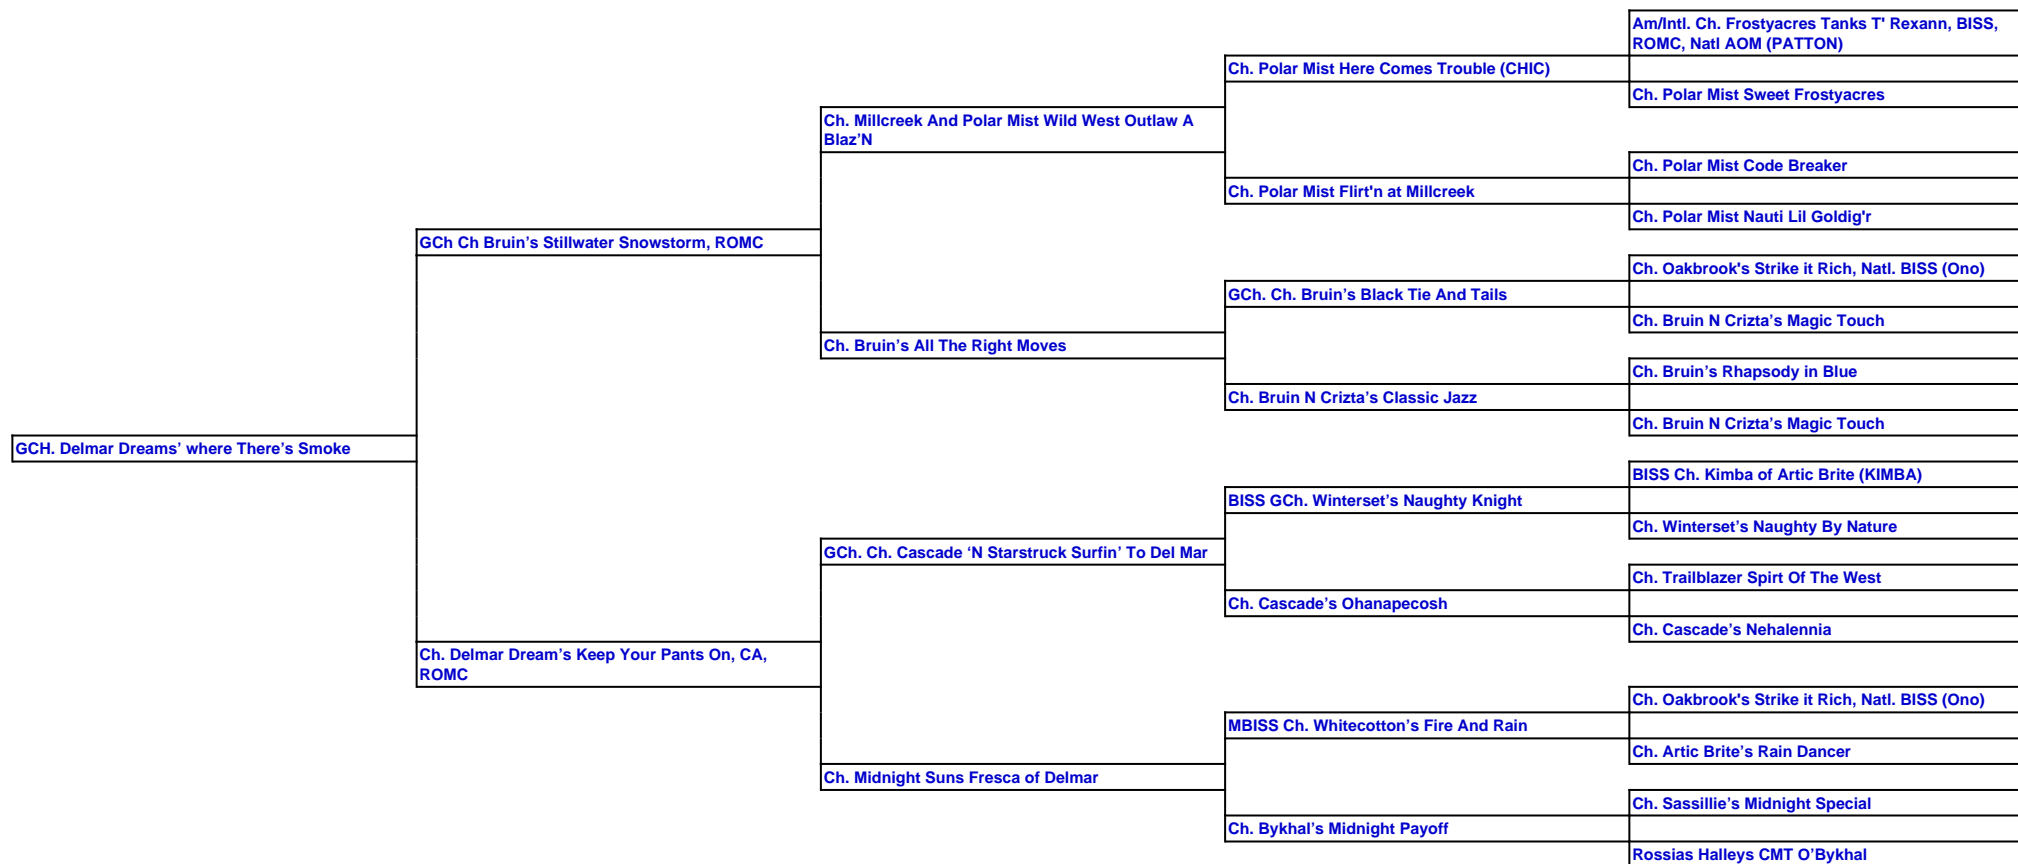 Am/Intl. Ch. Frostyacres Tanks T' Rexann, BISS,
ROMC, Natl AOM (PATTON)
Ch. Polar Mist Here Comes Trouble (CHIC)
Ch. Polar Mist Sweet Frostyacres
Ch. Millcreek And Polar Mist Wild West Outlaw A
Blaz’N
Ch. Polar Mist Code Breaker
Ch. Polar Mist Flirt'n at Millcreek
Ch. Polar Mist Nauti Lil Goldig'r
GCh Ch Bruin’s Stillwater Snowstorm, ROMC
Ch. Oakbrook's Strike it Rich, Natl. BISS (Ono)
GCh. Ch. Bruin’s Black Tie And Tails
Ch. Bruin N Crizta’s Magic Touch
Ch. Bruin’s All The Right Moves
Ch. Bruin’s Rhapsody in Blue
Ch. Bruin N Crizta’s Classic Jazz
Ch. Bruin N Crizta’s Magic Touch
GCH. Delmar Dreams’ where There’s Smoke
BISS Ch. Kimba of Artic Brite (KIMBA)
BISS GCh. Winterset’s Naughty Knight
Ch. Winterset’s Naughty By Nature
GCh. Ch. Cascade ‘N Starstruck Surfin’ To Del Mar
Ch. Trailblazer Spirt Of The West
Ch. Cascade’s Ohanapecosh
Ch. Cascade’s Nehalennia
Ch. Delmar Dream’s Keep Your Pants On, CA,
ROMC
Ch. Oakbrook's Strike it Rich, Natl. BISS (Ono)
MBISS Ch. Whitecotton’s Fire And Rain
Ch. Artic Brite’s Rain Dancer
Ch. Midnight Suns Fresca of Delmar
Ch. Sassillie’s Midnight Special
Ch. Bykhal’s Midnight Payoff
Rossias Halleys CMT O’Bykhal